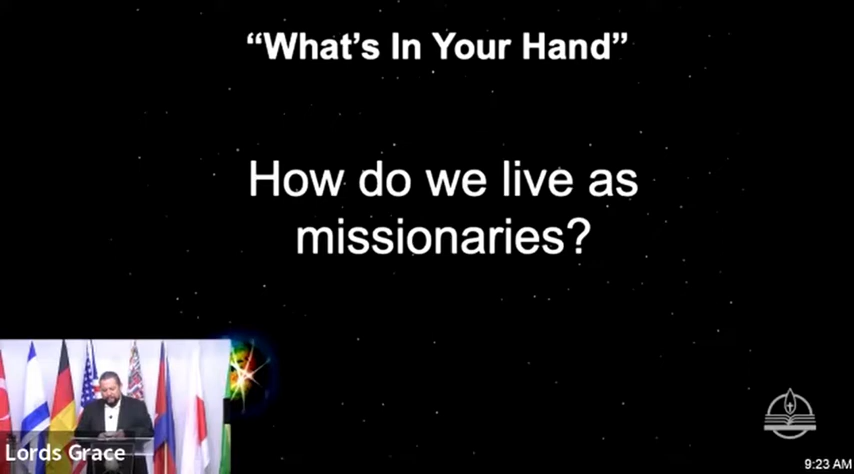 “What’s In Your Hand”
How do we live as
missionaries?
Lords Grace
9:23 AM